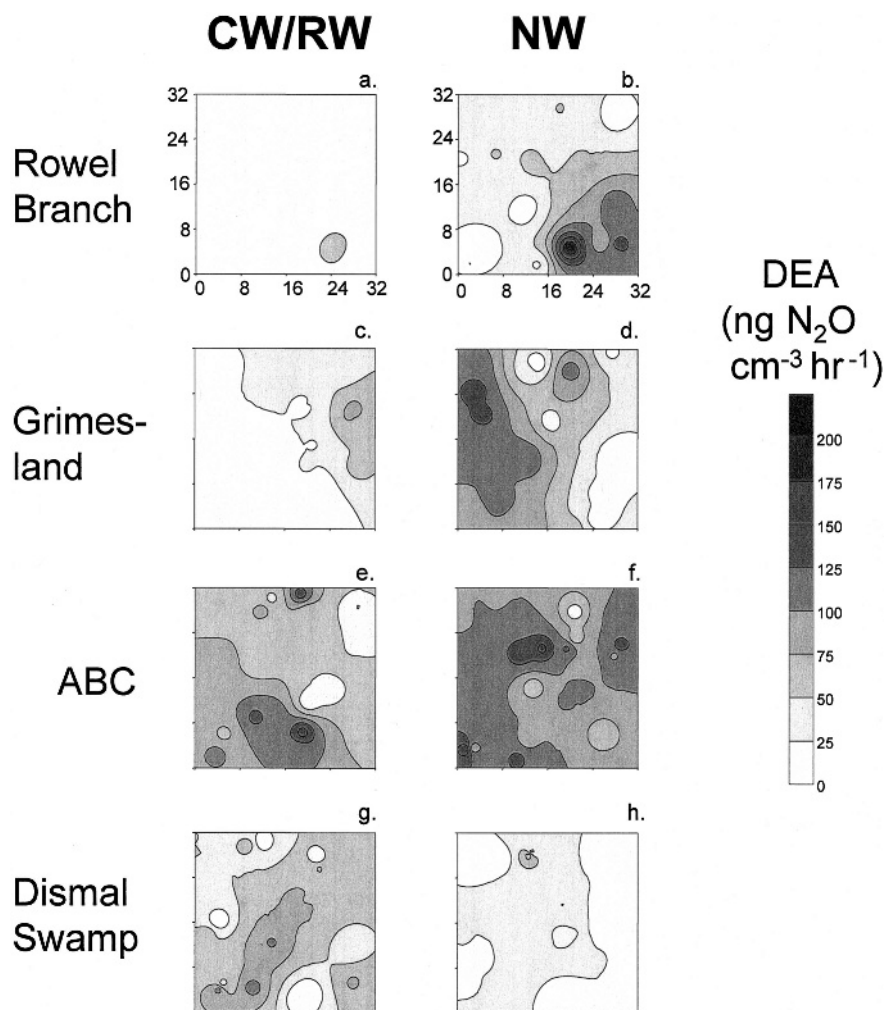 CW/RW NW
a. b.
32 32
24 24
16 16
8 8
0 0
0 8 16 24 32 0 8 16 24 32
Rowel
Branch
c. d.
Grimes-
land
e. f.
ABC
g. h.
Dismal
Swamp
DEA
(ng N₂O
cm⁻³ hr⁻¹)
200
175
150
125
100
75
50
25
0